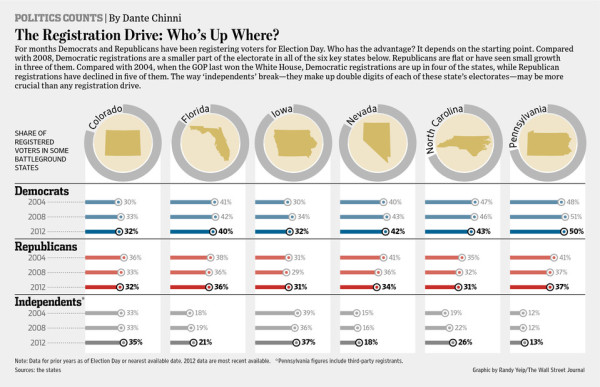 POLITICS COUNTS | By Dante Chinni
The Registration Drive: Who's Up Where?
For months Democrats and Republicans have been registering voters for Election Day. Who has the advantage? It depends on the starting point. Compared
with 2008, Democratic registrations are a smaller part of the electorate in all of the six key states below. Republicans are flat or have seen small growth
in three of them. Compared with 2004, when the GOP last won the White House, Democratic registrations are up in four of the states, while Republican
registrations have declined in five of them. The way 'independents' break—they make up double digits of each of these state's electorates—may be more
crucial than any registration drive.
SHARE OF
REGISTERED
VOTERS IN SOME
BATTLEGROUND
STATES
Colorado
Florida
Iowa
Nevada
North Carolina
Pennsylvania
Democrats
2004 30% 41% 30% 40% 47% 48%
2008 33% 42% 34% 43% 46% 51%
2012 32% 40% 32% 42% 43% 50%
Republicans
2004 36% 38% 31% 41% 35% 41%
2008 33% 36% 29% 36% 32% 37%
2012 32% 36% 31% 34% 31% 37%
Independents*
2004 33% 18% 39% 15% 19% 12%
2008 33% 19% 36% 16% 22% 12%
2012 35% 21% 37% 18% 26% 13%
Note: Data for prior years as of Election Day or nearest available date. 2012 data are most recent available. *Pennsylvania figures include third-party registrants.
Sources: the states
Graphic by Randy Yeip/The Wall Street Journal